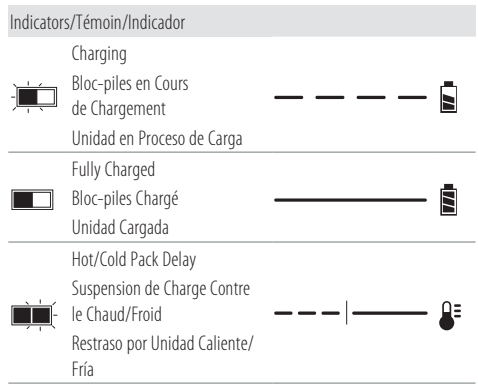 Indicators/Témoin/Indicador
Charging
Bloc-piles en Cours
de Chargement
Unidad en Proceso de Carga
Fully Charged
Bloc-piles Chargé
Unidad Cargada
Hot/Cold Pack Delay
Suspension de Charge Contre
le Chaud/Froid
Restraso por Unidad Caliente/
Fría